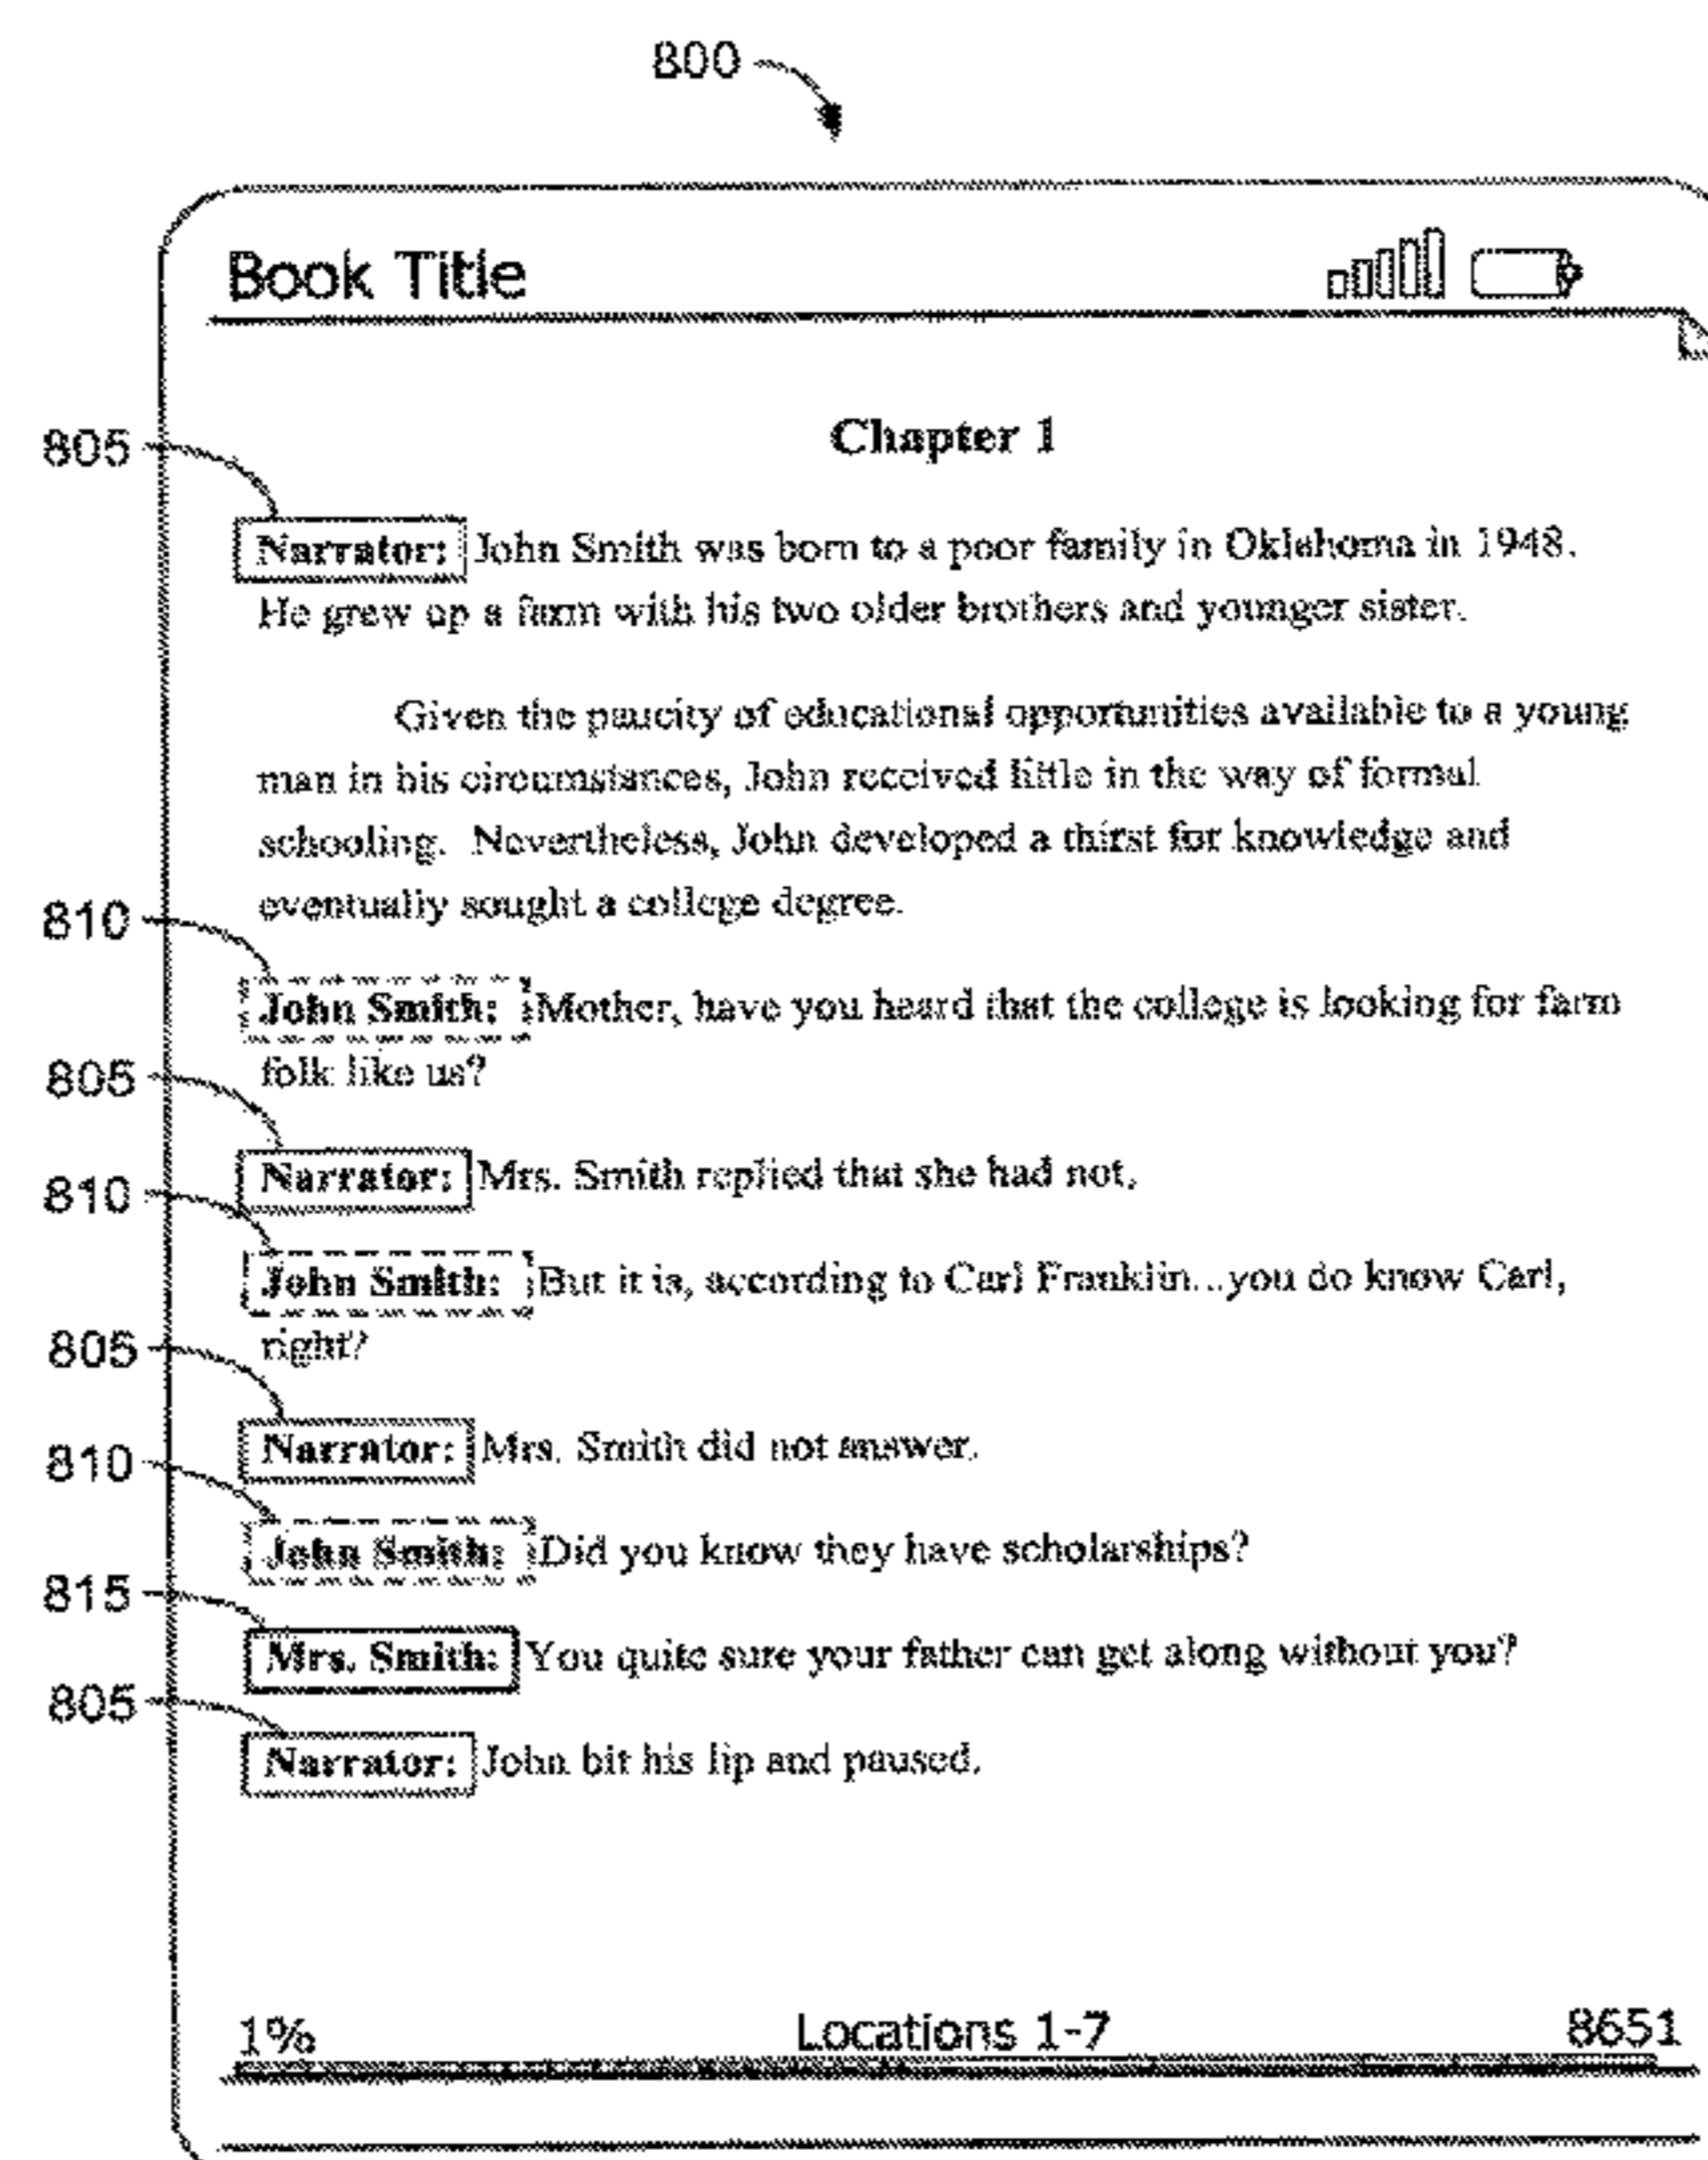 800
Book Title
Chapter 1
805
Narrator: John Smith was born to a poor family in Oklahoma in 1948.
He grew up a farm with his two older brothers and younger sister.
Given the paucity of educational opportunities available to a young
man in his circumstances, John received little in the way of formal
schooling. Nevertheless, John developed a thirst for knowledge and
eventually sought a college degree.
810
John Smith: Mother, have you heard that the college is looking for farm
folk like us?
805
Narrator: Mrs. Smith replied that she had not.
810
John Smith: But it is, according to Carl Franklin...you do know Carl,
right?
805
Narrator: Mrs. Smith did not answer.
810
John Smith: Did you know they have scholarships?
815
Mrs. Smith: You quite sure your father can get along without you?
805
Narrator: John bit his lip and paused.
1% Locations 1-7 8651